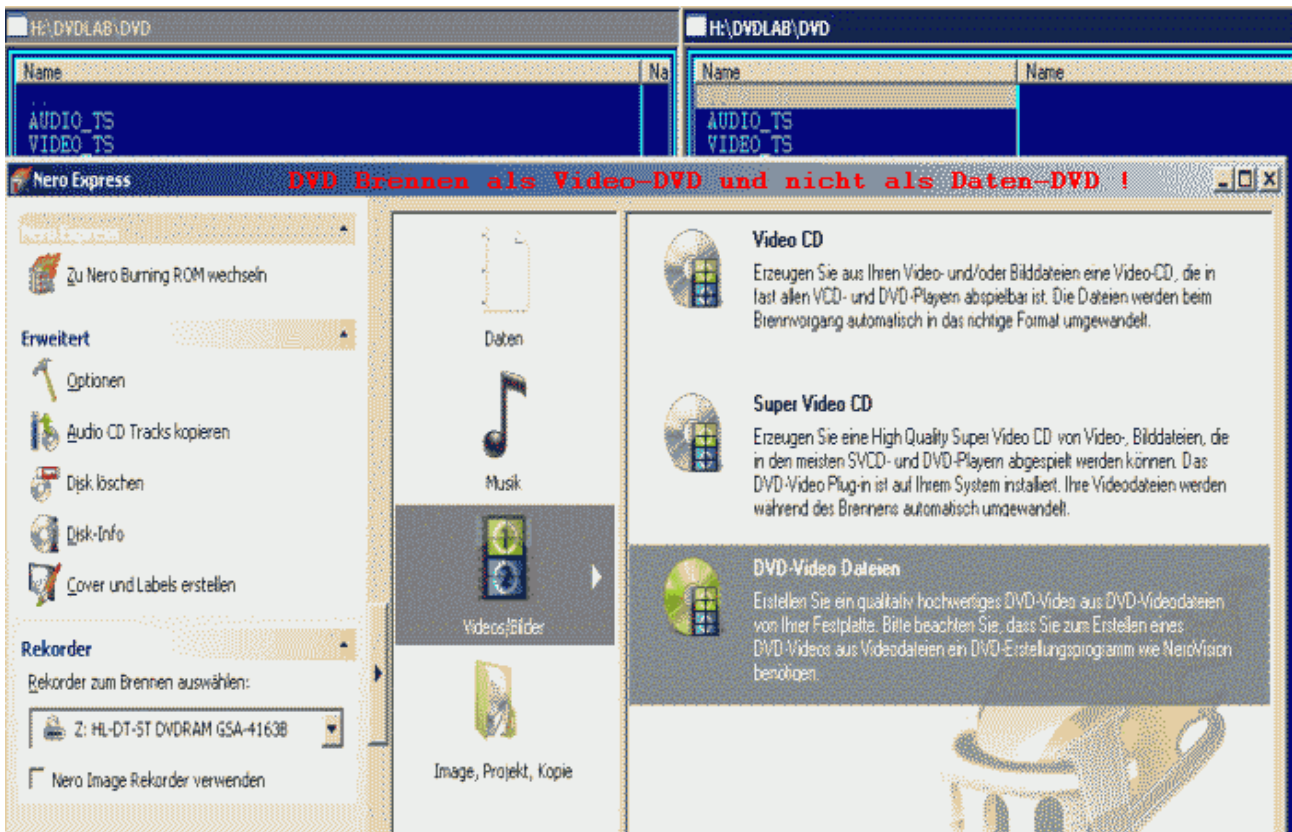 H:\DVDLAB\DVD
H:\DVDLAB\DVD
Name
Na
Name
Name
..
AUDIO_TS
AUDIO_TS
VIDEO_TS
VIDEO_TS
Nero Express
DVD Brennen als Video-DVD und nicht als Daten-DVD !
Nero Express
Zu Nero Burning ROM wechseln
Erweitert
Optionen
Audio CD Tracks kopieren
Disk löschen
Disk-Info
Cover und Labels erstellen
Rekorder
Rekorder zum Brennen auswählen:
Z: HL-DT-ST DVDRAM GSA-4163B
Nero Image Rekorder verwenden
Daten
Musik
Videos/Bilder
Image, Projekt, Kopie
Video CD
Erzeugen Sie aus Ihren Video- und/oder Bilddateien eine Video-CD, die in
fast allen VCD- und DVD-Playern abspielbar ist. Die Dateien werden beim
Brennvorgang automatisch in das richtige Format umgewandelt.
Super Video CD
Erzeugen Sie eine High Quality Super Video CD von Video-, Bilddateien, die
in den meisten SVCD- und DVD-Playern abgespielt werden können. Das
DVD-Video Plug-in ist auf Ihrem System installiert. Ihre Videodateien werden
während des Brennens automatisch umgewandelt.
DVD-Video Dateien
Erstellen Sie ein qualitativ hochwertiges DVD-Video aus DVD-Videodateien
von Ihrer Festplatte. Bitte beachten Sie, dass Sie zum Erstellen eines
DVD-Videos aus Videodateien ein DVD-Erstellungsprogramm wie NeroVision
benötigen.